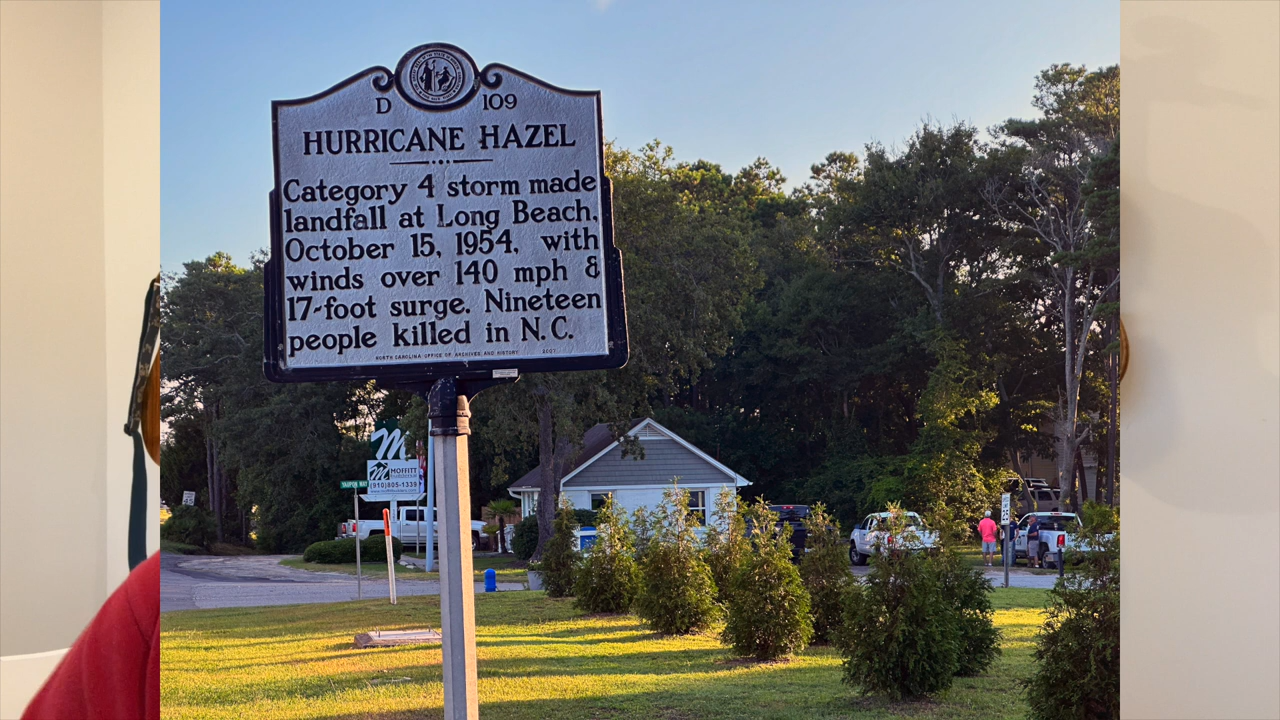 D 109
HURRICANE HAZEL
Category 4 storm made
landfall at Long Beach,
October 15, 1954, with
winds over 140 mph &
17-foot surge. Nineteen
people killed in N.C.
NORTH CAROLINA OFFICE OF ARCHIVES AND HISTORY 2007
MOFFITT
(910)805-1339